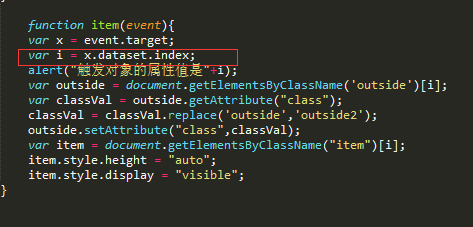 function item(event){
var x = event.target;
var i = x.dataset.index;
alert("触发对象的属性值是"+i);
var outside = document.getElementsByClassName('outside')[i];
var classVal = outside.getAttribute("class");
classVal = classVal.replace('outside','outside2');
outside.setAttribute("class",classVal);
var item = document.getElementsByClassName("item")[i];
item.style.height = "auto";
item.style.display = "visible";
}